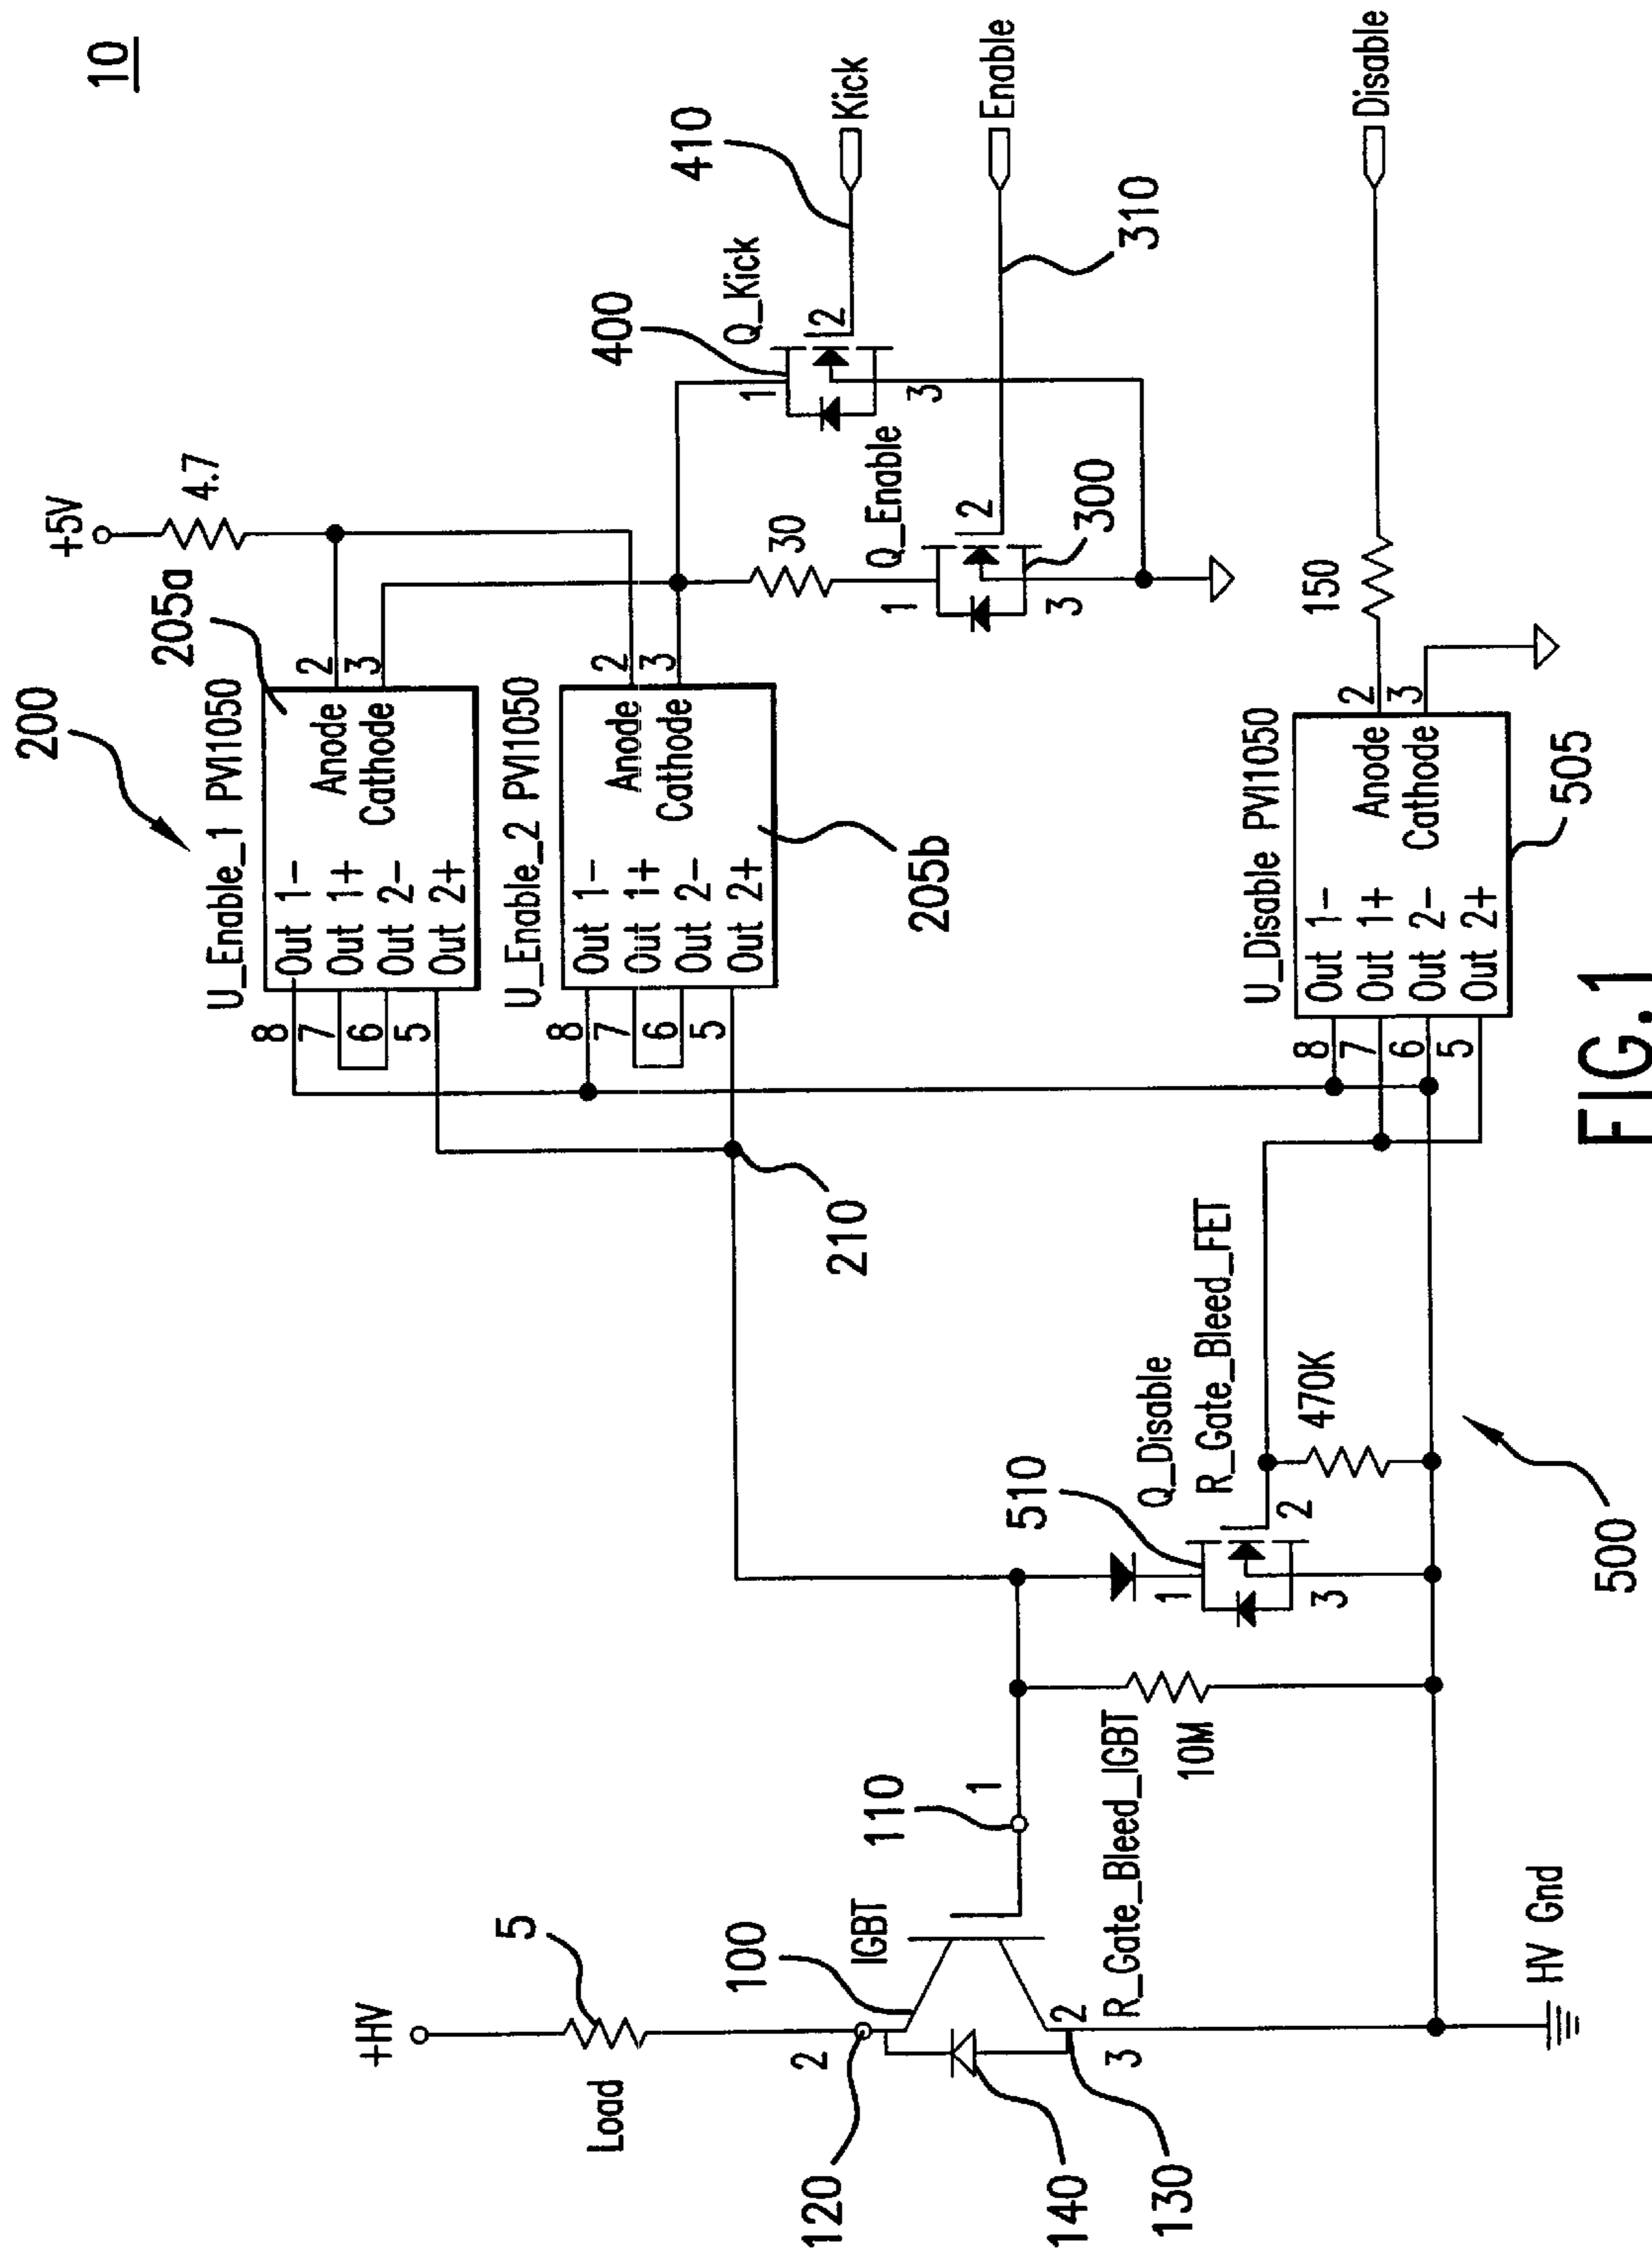 10
+5V
4.7
200
205a
U_Enable_1 PVI1050
8 Out 1-
7 Out 1+
6 Out 2-
5 Out 2+
Anode 2
Cathode 3
U_Enable_2 PVI1050
8 Out 1-
7 Out 1+
6 Out 2-
5 Out 2+
Anode 2
Cathode 3
205b
210
30
Q_Enable
1
2
3
300
400
Q_Kick
1
2
3
410
Kick
310
Enable
Disable
150
U_Disable PVI1050
8 Out 1-
7 Out 1+
6 Out 2-
5 Out 2+
Anode 2
Cathode 3
505
+HV
5
Load
120
2
100
IGBT
110
1
140
130
2
3
R_Gate_Bleed_IGBT
10M
510
Q_Disable
1
2
3
R_Gate_Bleed_FET
470K
500
HV Gnd
FIG.1